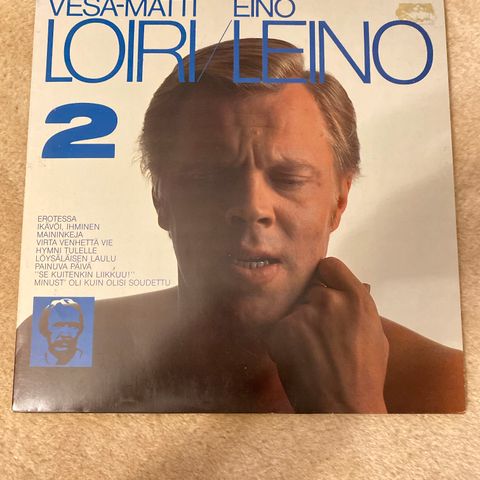 VESA-MATTI EINO
LOIRI/LEINO
2
EROTESSA
IKÄVÖI, IHMINEN
MAININKEJA
VIRTA VENHETTÄ VIE
HYMNI TULELLE
LÖYSÄLÄISEN LAULU
PAINUVA PÄIVÄ
"SE KUITENKIN LIIKKUU!"
MINUST' OLI KUIN OLISI SOUDETTU